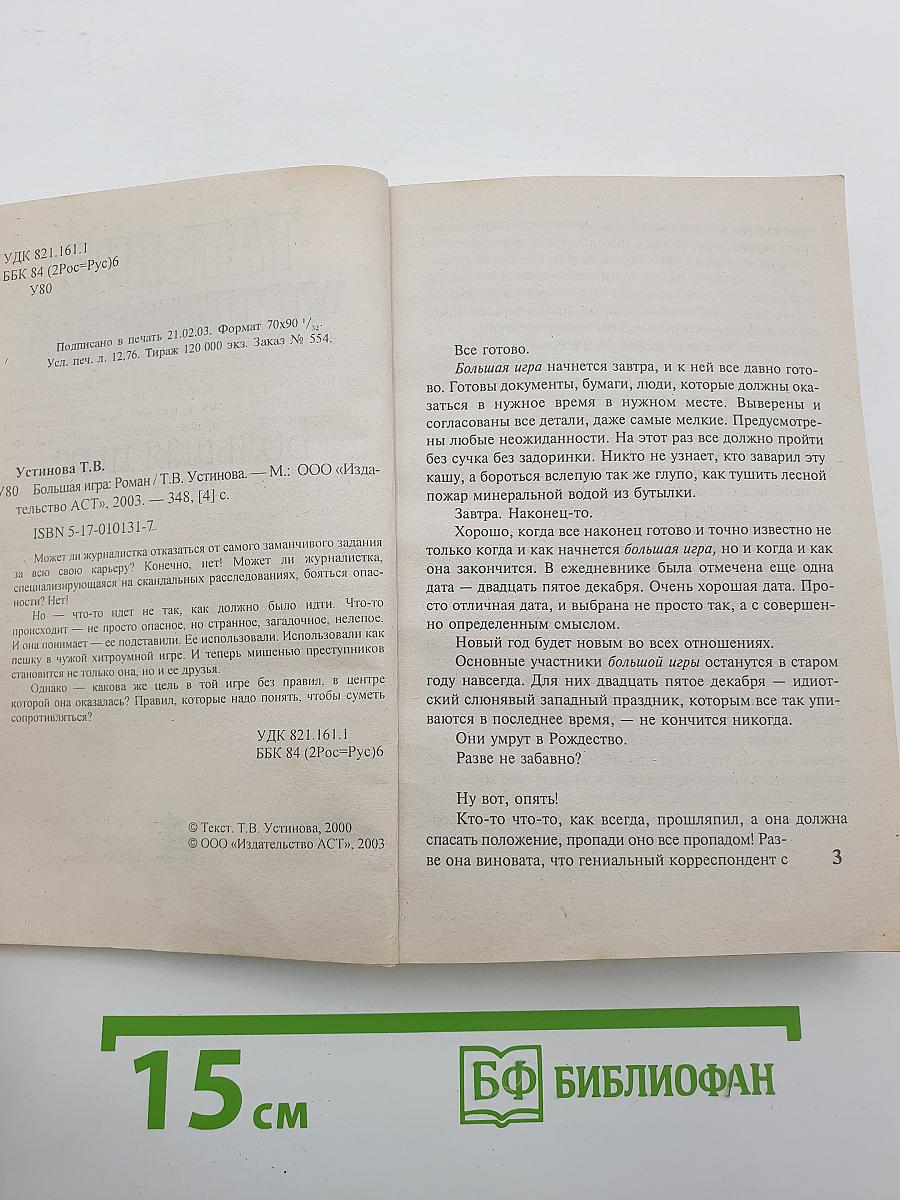 УДК 821.161.1
ББК 84 (2Рос=Рус)6
У80
Подписано в печать 21.02.03. Формат 70х90 1/32.
Усл. печ. л. 12,76. Тираж 120 000 экз. Заказ № 554.
Устинова Т.В.
У80 Большая игра: Роман / Т.В. Устинова. — М.: ООО «Изда-
тельство АСТ», 2003. — 348, [4] с.
ISBN 5-17-010131-7
Может ли журналистка отказаться от самого заманчивого задания
за всю свою карьеру? Конечно, нет! Может ли журналистка,
специализирующаяся на скандальных расследованиях, бояться опас-
ности? Нет!
Но — что-то идет не так, как должно было идти. Что-то
происходит — не просто опасное, но странное, загадочное, нелепое.
И она понимает — ее подставили. Ее использовали. Использовали как
пешку в чужой хитроумной игре. И теперь мишенью преступников
становится не только она, но и ее друзья.
Однако — какова же цель в той игре без правил, в центре
которой она оказалась? Правил, которые надо понять, чтобы суметь
сопротивляться?
УДК 821.161.1
ББК 84 (2Рос=Рус)6
© Текст. Т.В. Устинова, 2000
© ООО «Издательство АСТ», 2003
Все готово.
Большая игра начнется завтра, и к ней все давно гото-
во. Готовы документы, бумаги, люди, которые должны ока-
заться в нужное время в нужном месте. Выверены и
согласованы все детали, даже самые мелкие. Предусмотре-
ны любые неожиданности. На этот раз все должно пройти
без сучка без задоринки. Никто не узнает, кто заварил эту
кашу, а бороться вслепую так же глупо, как тушить лесной
пожар минеральной водой из бутылки.
Завтра. Наконец-то.
Хорошо, когда все наконец готово и точно известно не
только когда и как начнется большая игра, но и когда и как
она закончится. В ежедневнике была отмечена еще одна
дата — двадцать пятое декабря. Очень хорошая дата. Про-
сто отличная дата, и выбрана не просто так, а с совершен-
но определенным смыслом.
Новый год будет новым во всех отношениях.
Основные участники большой игры останутся в старом
году навсегда. Для них двадцать пятое декабря — идиот-
ский слюнявый западный праздник, которым все так упи-
ваются в последнее время, — не кончится никогда.
Они умрут в Рождество.
Разве не забавно?
Ну вот, опять!
Кто-то что-то, как всегда, прошляпил, а она должна
спасать положение, пропади оно все пропадом! Раз-
ве она виновата, что гениальный корреспондент с
3
15 см
БФ БИБЛИОФАН